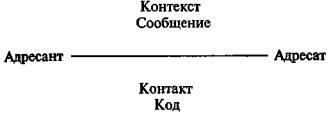 Контекст
Сообщение
Адресант
Адресат
Контакт
Код